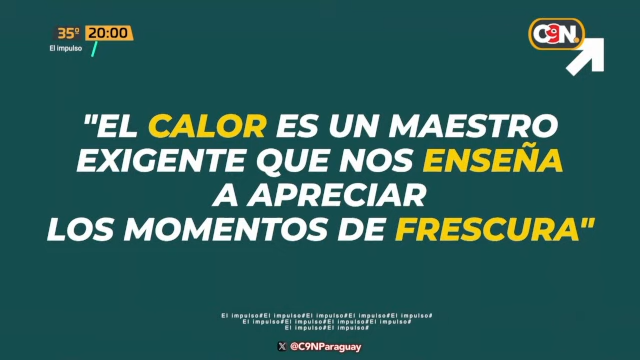 35º 20:00
El impulso
C9N.
"EL CALOR ES UN MAESTRO
EXIGENTE QUE NOS ENSEÑA
A APRECIAR
LOS MOMENTOS DE FRESCURA"
El impulso#El impulso#El impulso#El impulso#El impulso#
El impulso#El impulso#El impulso#El impulso#
El impulso#El impulso#
X @C9NParaguay